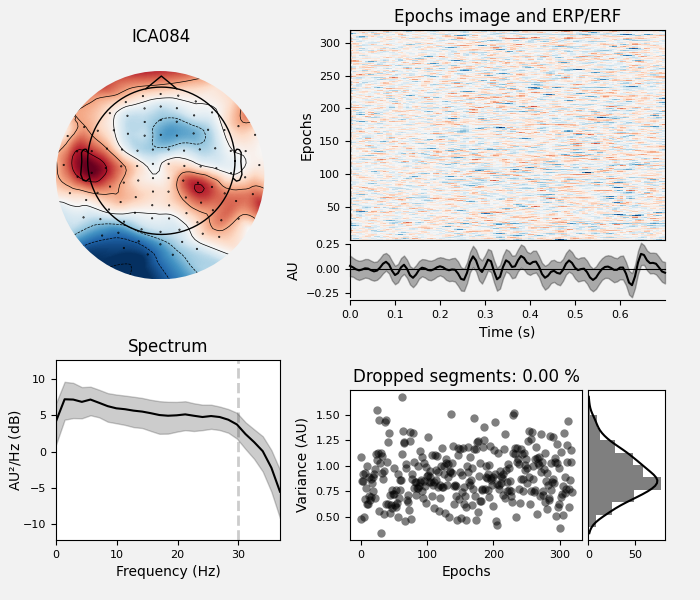 ICA084
Epochs image and ERP/ERF
Epochs
300
250
200
150
100
50
AU
0.25
0.00
−0.25
0.0 0.1 0.2 0.3 0.4 0.5 0.6
Time (s)
Spectrum
AU²/Hz (dB)
10
5
0
−5
−10
0 10 20 30
Frequency (Hz)
Dropped segments: 0.00 %
Variance (AU)
1.50
1.25
1.00
0.75
0.50
0 100 200 300
Epochs
0 50